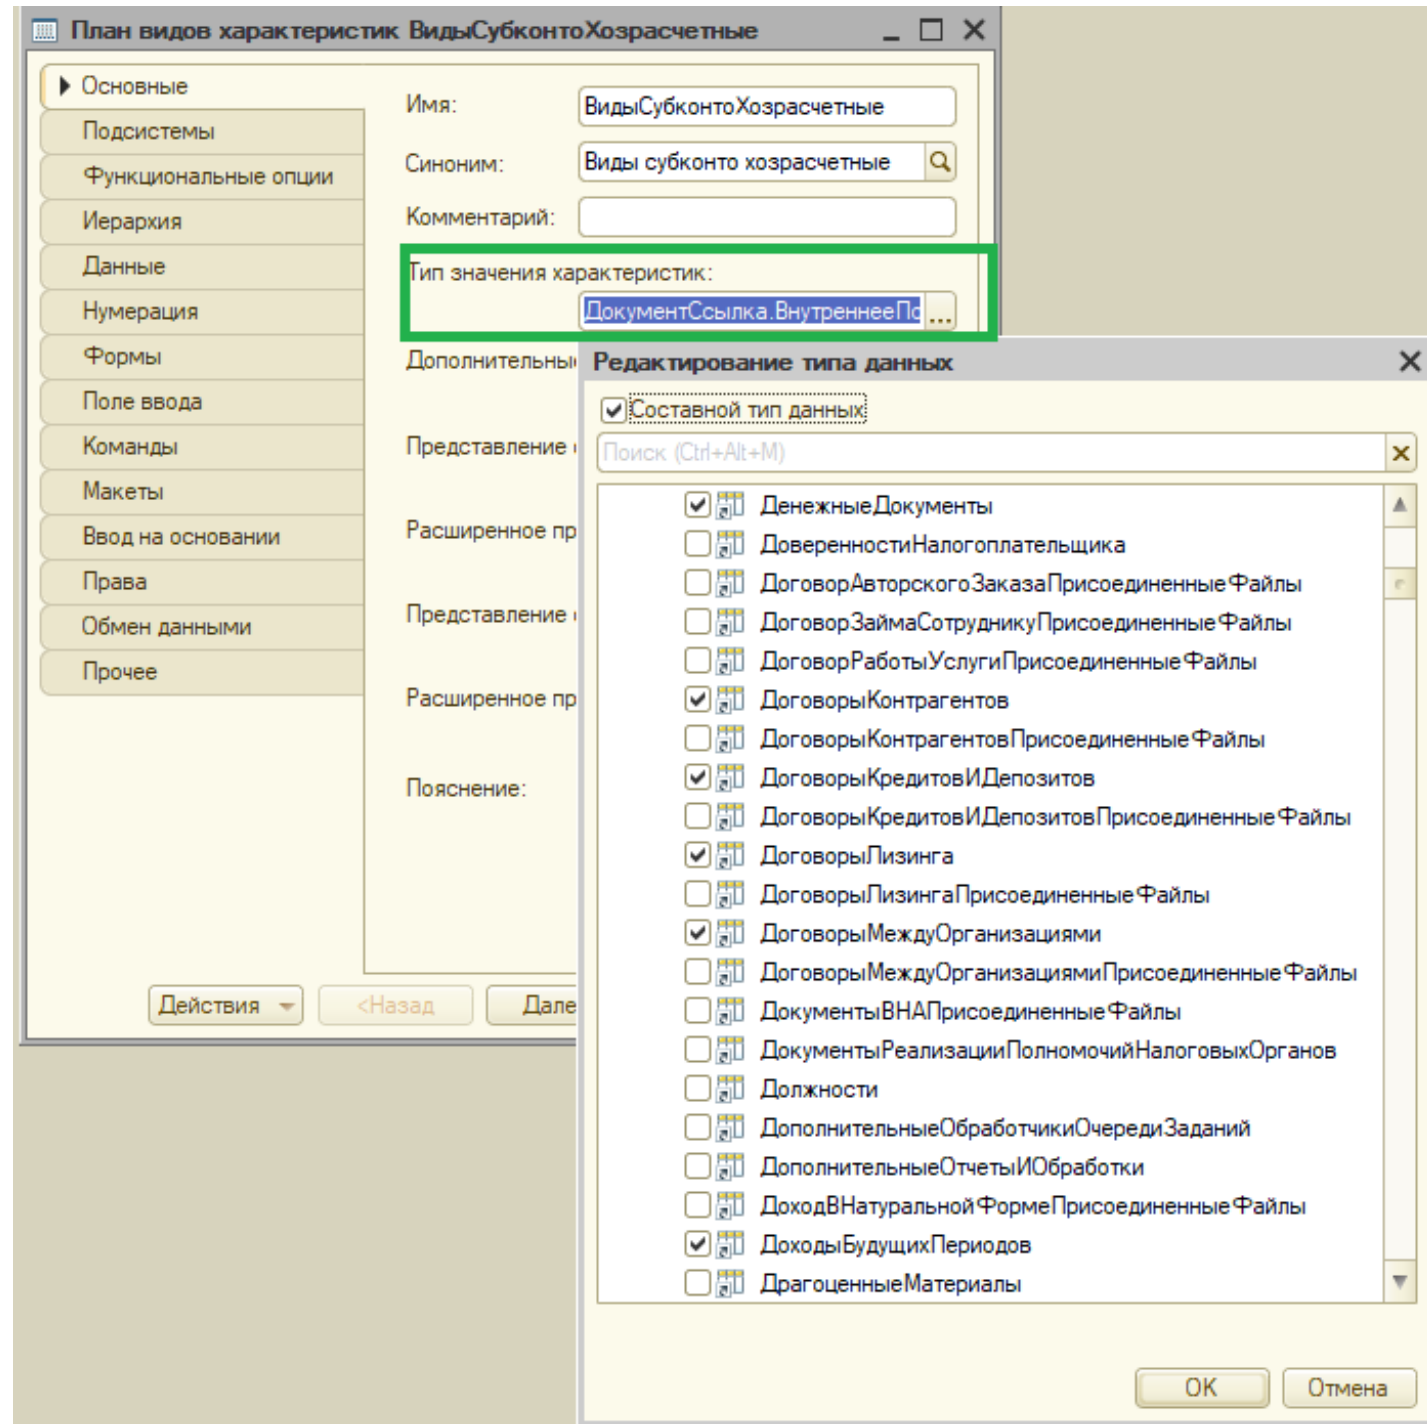 План видов характеристик ВидыСубконтоХозрасчетные
Основные
Подсистемы
Функциональные опции
Иерархия
Данные
Нумерация
Формы
Поле ввода
Команды
Макеты
Ввод на основании
Права
Обмен данными
Прочее
Имя:
ВидыСубконтоХозрасчетные
Синоним:
Виды субконто хозрасчетные
Комментарий:
Тип значения характеристик:
ДокументСсылка.ВнутреннееПо ...
Дополнительны
Представление
Расширенное пр
Представление
Расширенное пр
Пояснение:
Действия
<Назад
Дале
Редактирование типа данных
Составной тип данных
Поиск (Ctrl+Alt+M)
ДенежныеДокументы
ДоверенностиНалогоплательщика
ДоговорАвторскогоЗаказаПрисоединенныеФайлы
ДоговорЗаймаСотрудникуПрисоединенныеФайлы
ДоговорРаботыУслугиПрисоединенныеФайлы
ДоговорыКонтрагентов
ДоговорыКонтрагентовПрисоединенныеФайлы
ДоговорыКредитовИДепозитов
ДоговорыКредитовИДепозитовПрисоединенныеФайлы
ДоговорыЛизинга
ДоговорыЛизингаПрисоединенныеФайлы
ДоговорыМеждуОрганизациями
ДоговорыМеждуОрганизациямиПрисоединенныеФайлы
ДокументыВНАПрисоединенныеФайлы
ДокументыРеализацииПолномочийНалоговыхОрганов
Должности
ДополнительныеОбработчикиОчередиЗаданий
ДополнительныеОтчетыИОбработки
ДоходВНатуральнойФормеПрисоединенныеФайлы
ДоходыБудущихПериодов
ДрагоценныеМатериалы
ОК
Отмена